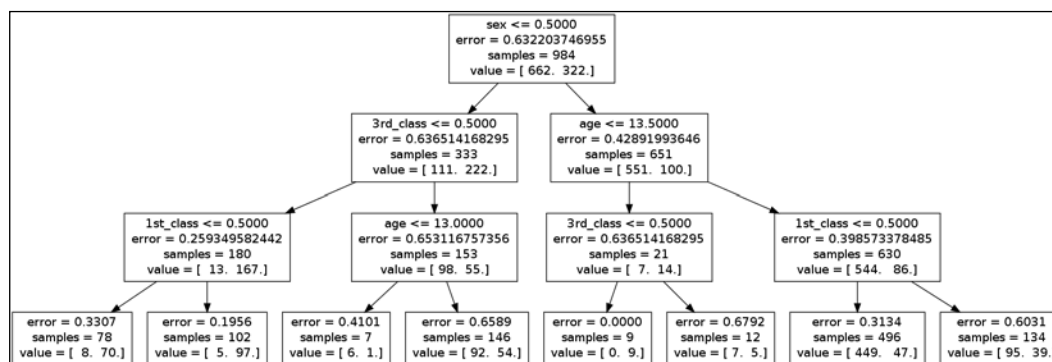 sex <= 0.5000
error = 0.632203746955
samples = 984
value = [ 662. 322.]
3rd_class <= 0.5000
error = 0.636514168295
samples = 333
value = [ 111. 222.]
age <= 13.5000
error = 0.42891993646
samples = 651
value = [ 551. 100.]
1st_class <= 0.5000
error = 0.259349582442
samples = 180
value = [ 13. 167.]
age <= 13.0000
error = 0.653116757356
samples = 153
value = [ 98. 55.]
3rd_class <= 0.5000
error = 0.636514168295
samples = 21
value = [ 7. 14.]
1st_class <= 0.5000
error = 0.398573378485
samples = 630
value = [ 544. 86.]
error = 0.3307
samples = 78
value = [ 8. 70.]
error = 0.1956
samples = 102
value = [ 5. 97.]
error = 0.4101
samples = 7
value = [ 6. 1.]
error = 0.6589
samples = 146
value = [ 92. 54.]
error = 0.0000
samples = 9
value = [ 0. 9.]
error = 0.6792
samples = 12
value = [ 7. 5.]
error = 0.3134
samples = 496
value = [ 449. 47.]
error = 0.6031
samples = 134
value = [ 95. 39.